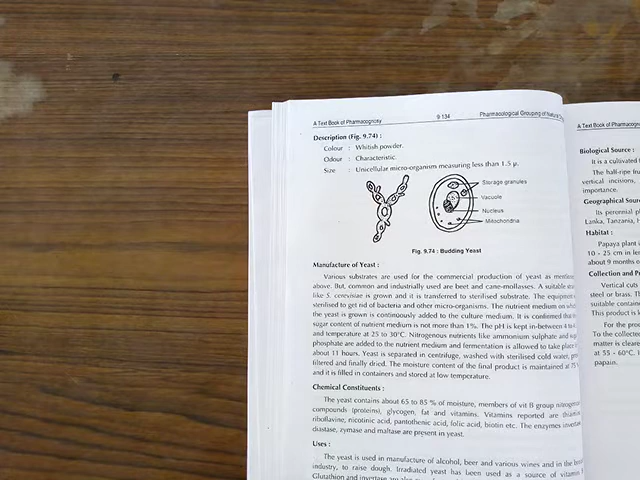 A Text Book of Pharmacognosy 9·134 Pharmacological Grouping of Natural
Description (Fig. 9.74) :
Colour : Whitish powder.
Odour : Characteristic.
Size : Unicellular micro-organism measuring less than 1.5 μ.
Storage granules
Vacuole
Nucleus
Mitochondria
Fig. 9.74 : Budding Yeast
Manufacture of Yeast :
Various substrates are used for the commercial production of yeast as
above. But, common and industrially used are beet and cane-mollasses. A suitable
like S. cerevisiae is grown and it is transferred to sterilised substrate. The
sterilised to get rid of bacteria and other micro-organisms. The nutrient medium on
the yeast is grown is continuously added to the culture medium. It is confirmed
sugar content of nutrient medium is not more than 1%. The pH is kept in-between 4
and temperature at 25 to 30°C. Nitrogenous nutrients like ammonium sulphate and
phosphate are added to the nutrient medium and fermentation is allowed to take
about 11 hours. Yeast is separated in centrifuge, washed with sterilised cold water,
filtered and finally dried. The moisture content of the final product is maintained at
and it is filled in containers and stored at low temperature.
Chemical Constituents :
The yeast contains about 65 to 85 % of moisture, members of vit B group
compounds (proteins), glycogen, fat and vitamins. Vitamins reported are
riboflavine, nicotinic acid, pantothenic acid, folic acid, biotin etc. The enzymes
diastase, zymase and maltase are present in yeast.
Uses :
The yeast is used in manufacture of alcohol, beer and various wines and in the
industry, to raise dough. Irradiated yeast has been used as a source of vitamin
Glutathion and invertase are also
A Text Book of
Biological Source :
It is a cultivated
The half-ripe
vertical incisions,
importance.
Geographical
Its perennial
Lanka, Tanzania,
Habitat :
Papaya plant
10 - 25 cm in
about 9 months
Collection and
Vertical cuts
steel or brass.
suitable
This product is
For the
To the
matter is
at 55 - 60°C.
papain.